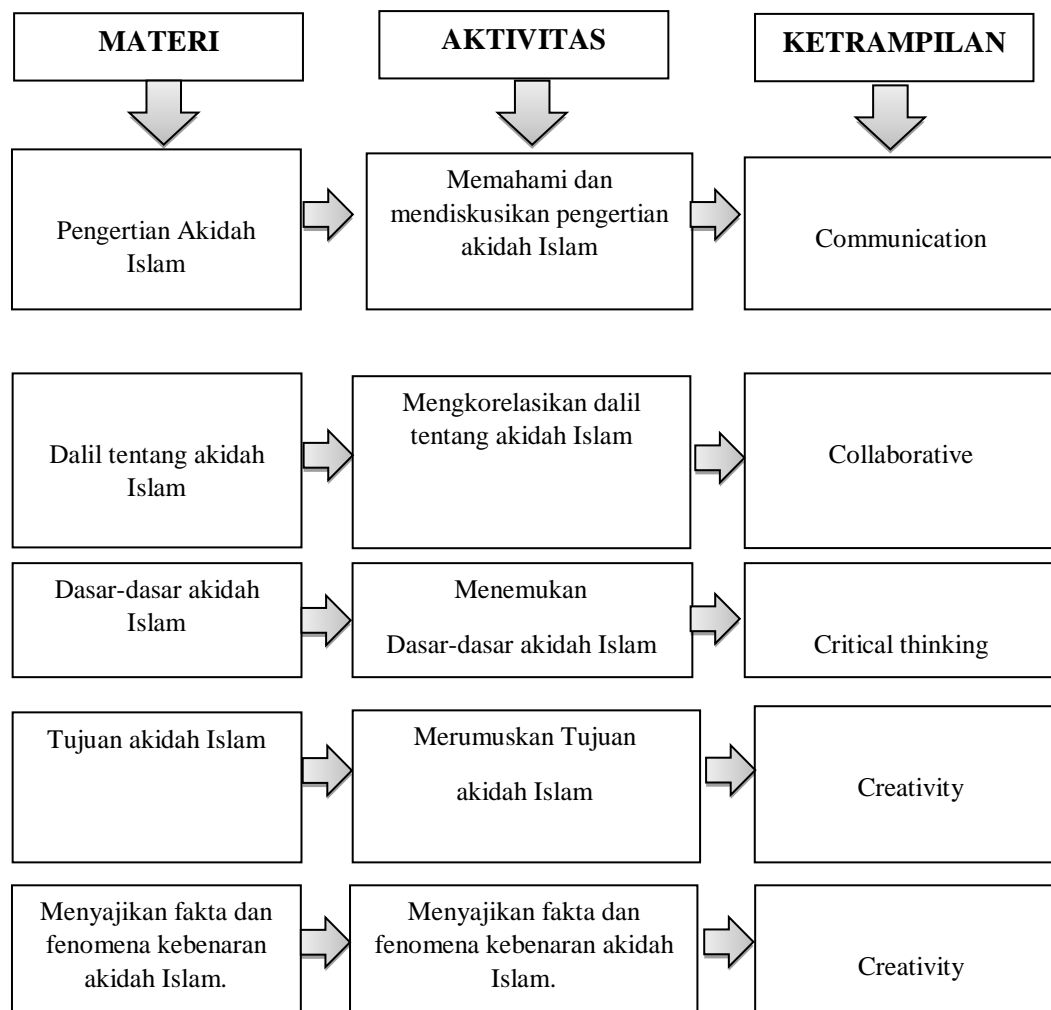 MATERI
AKTIVITAS
KETRAMPILAN
Pengertian Akidah
Islam
Memahami dan
mendiskusikan pengertian
akidah Islam
Communication
Dalil tentang akidah
Islam
Mengkorelasikan dalil
tentang akidah Islam
Collaborative
Dasar-dasar akidah
Islam
Menemukan
Dasar-dasar akidah Islam
Critical thinking
Tujuan akidah Islam
Merumuskan Tujuan
akidah Islam
Creativity
Menyajikan fakta dan
fenomena kebenaran
akidah Islam.
Menyajikan fakta dan
fenomena kebenaran akidah
Islam.
Creativity